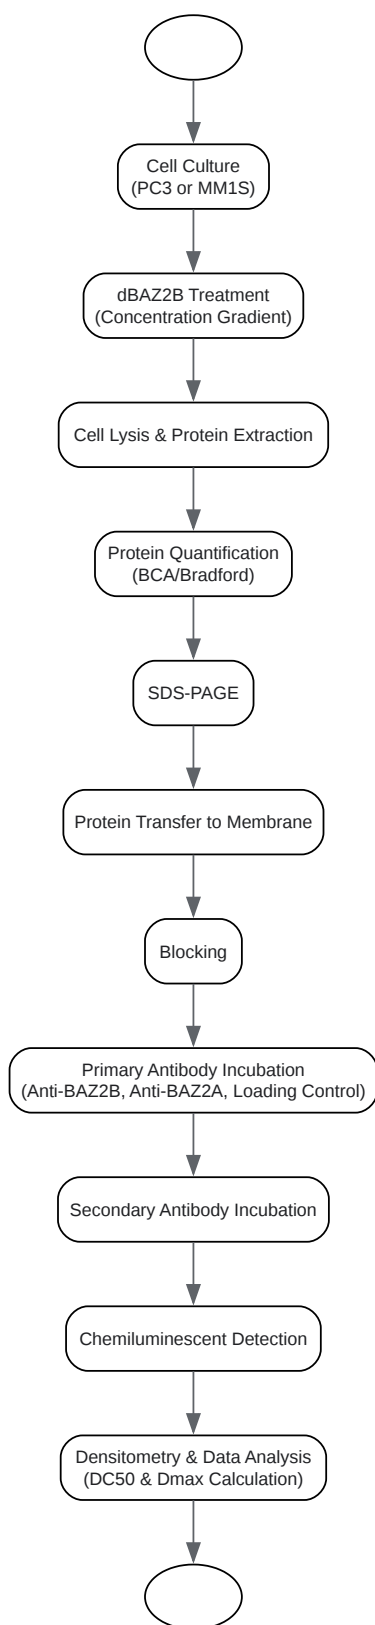 Cell Culture
(PC3 or MM1S)
dBAZ2B Treatment
(Concentration Gradient)
Cell Lysis & Protein Extraction
Protein Quantification
(BCA/Bradford)
SDS-PAGE
Protein Transfer to Membrane
Blocking
Primary Antibody Incubation
(Anti-BAZ2B, Anti-BAZ2A, Loading Control)
Secondary Antibody Incubation
Chemiluminescent Detection
Densitometry & Data Analysis
(DC50 & Dmax Calculation)